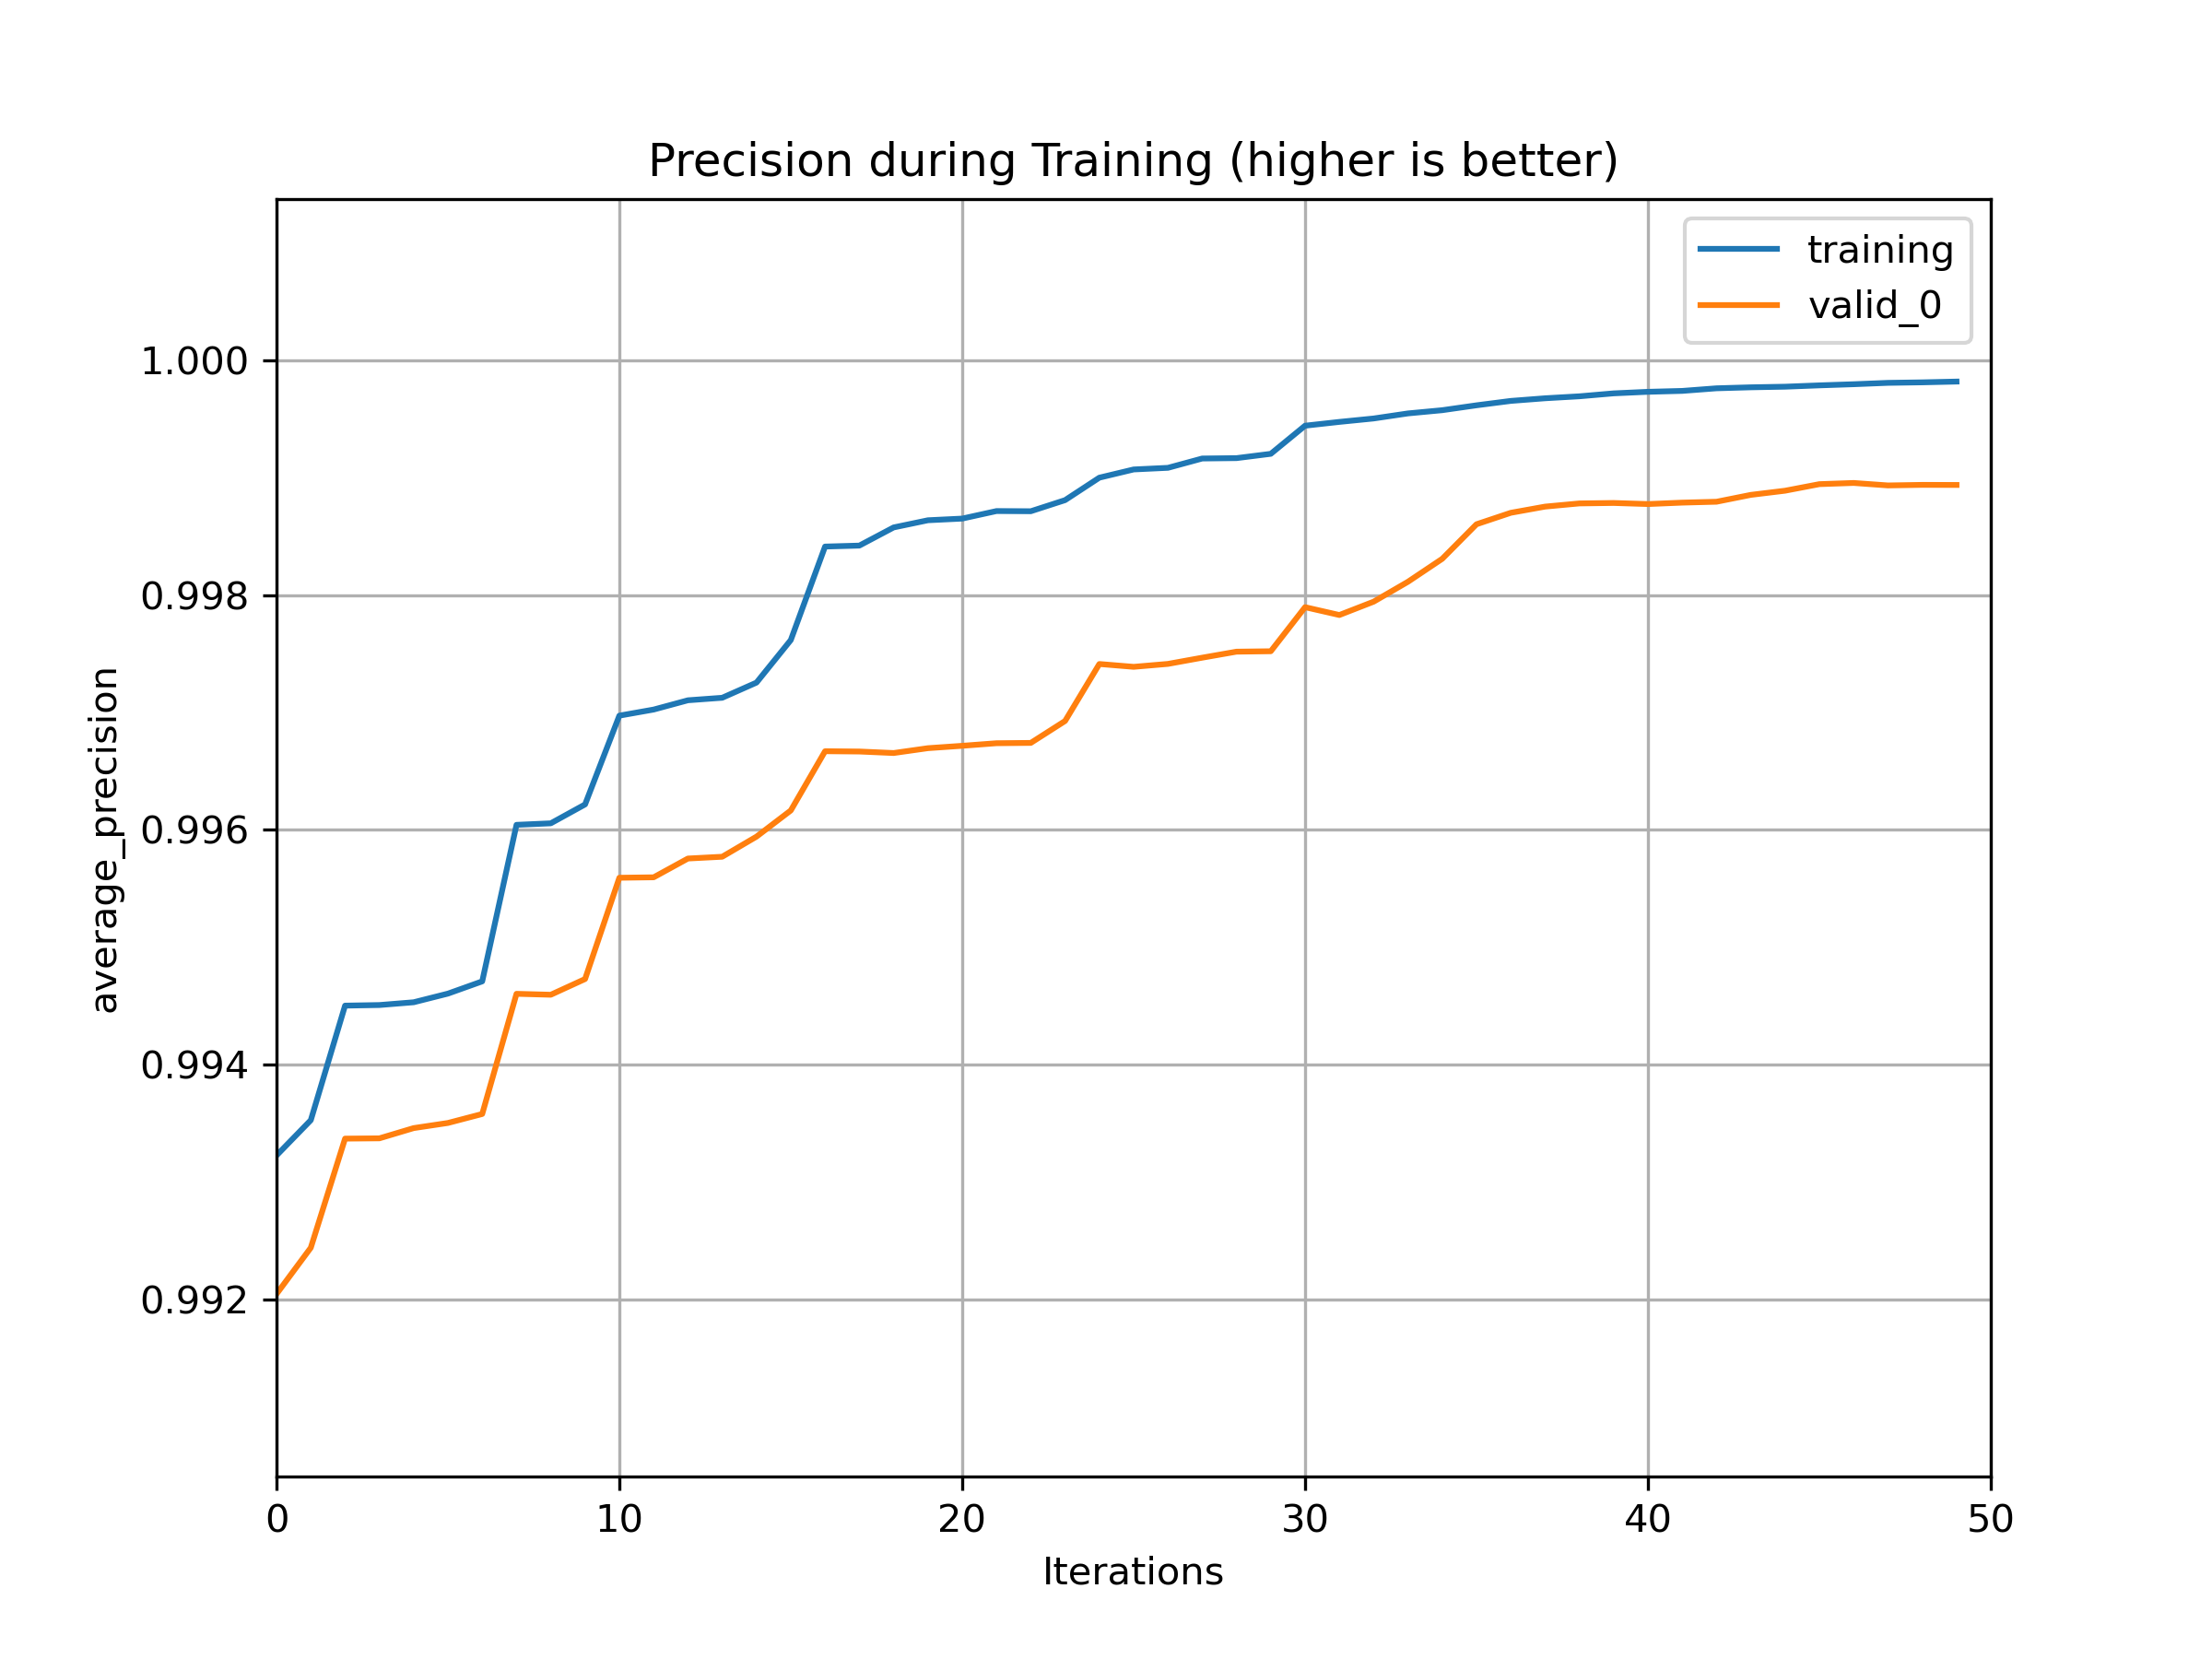 Precision during Training (higher is better)
training
valid_0
1.000
0.998
0.996
0.994
0.992
average_precision
0 10 20 30 40 50
Iterations